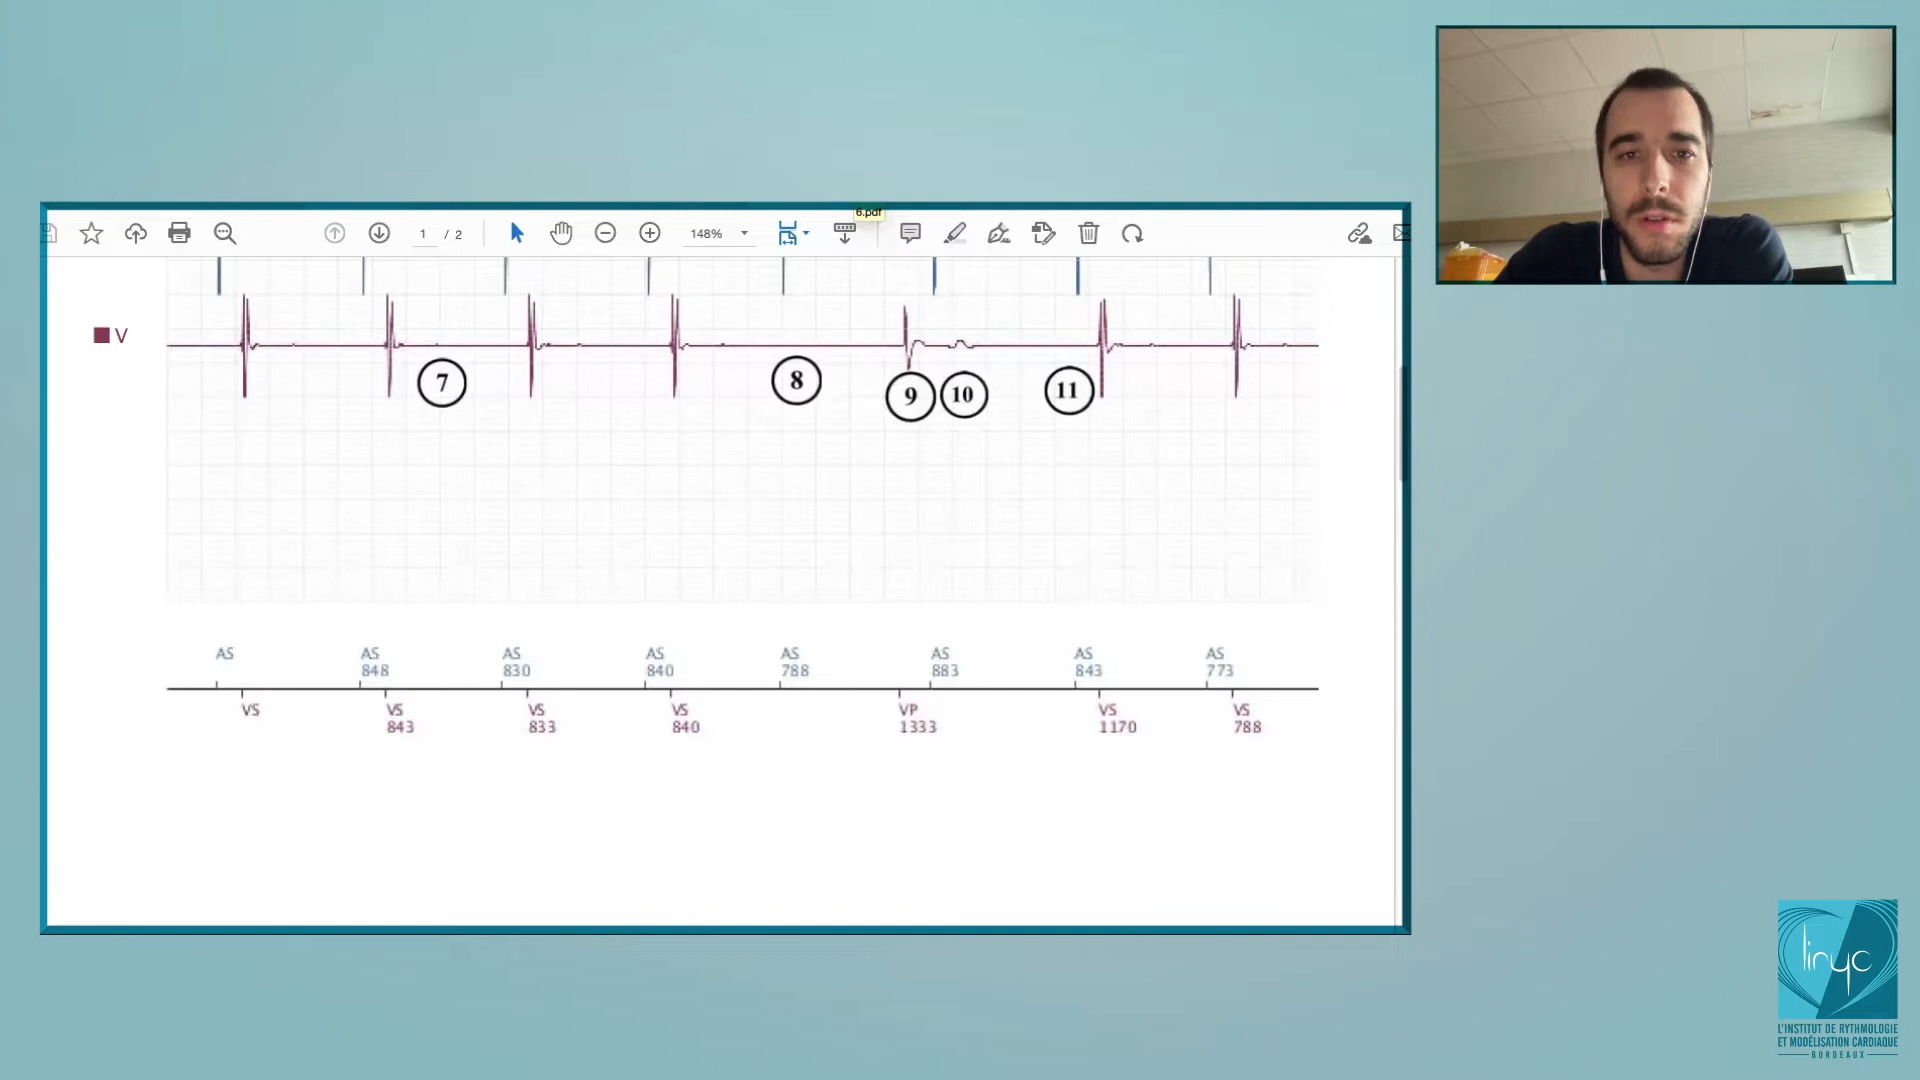 6.pdf
1 / 2
148%
V
7
8
9
10
11
AS AS AS AS AS AS AS AS
848 830 840 788 883 843 773
VS VS VS VS VP VS VS
843 833 840 1333 1170 788
liryc
L'INSTITUT DE RYTHMOLOGIE
ET MODÉLISATION CARDIAQUE
BORDEAUX